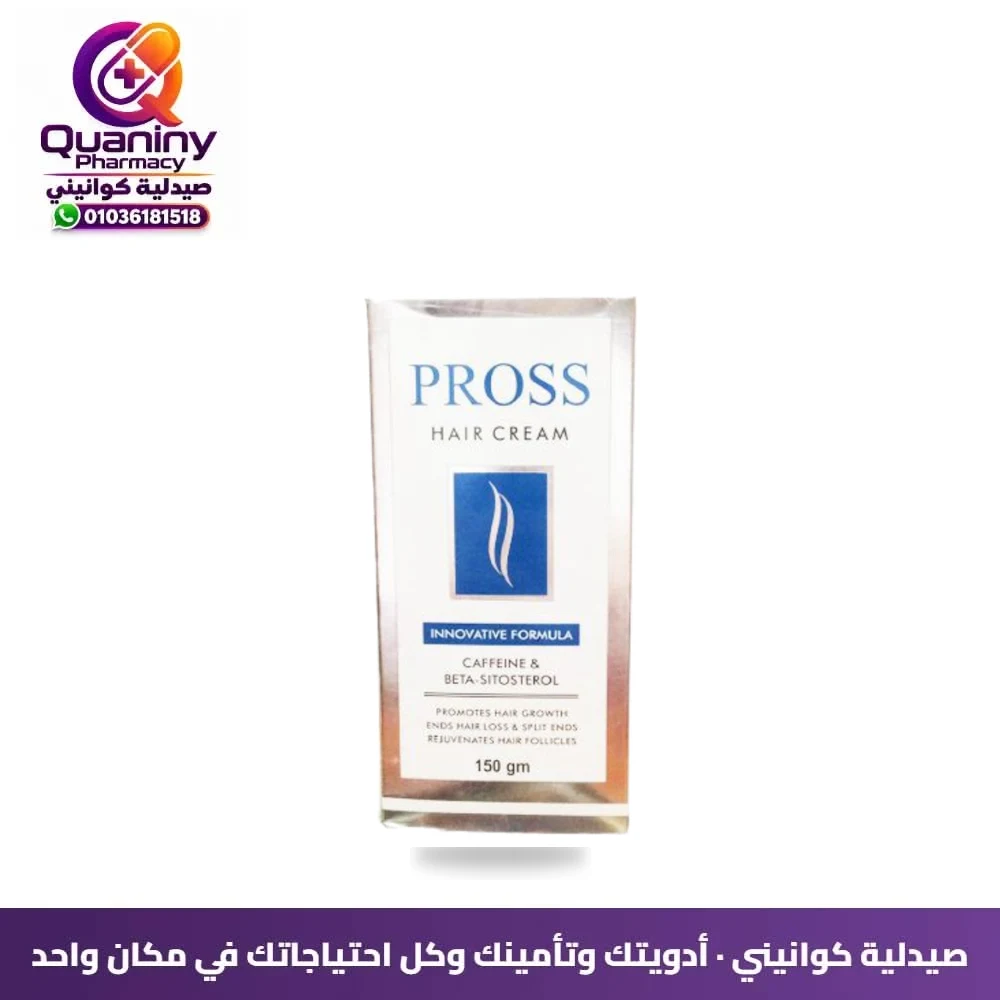 Quaniny
Pharmacy
صيدلية كوانيني
01036181518
PROSS
HAIR CREAM
INNOVATIVE FORMULA
CAFFEINE &
BETA-SITOSTEROL
PROMOTES HAIR GROWTH
ENDS HAIR LOSS & SPLIT ENDS
REJUVENATES HAIR FOLLICLES
150 gm
صيدلية كوانيني · أدويتك وتأمينك وكل احتياجاتك في مكان واحد